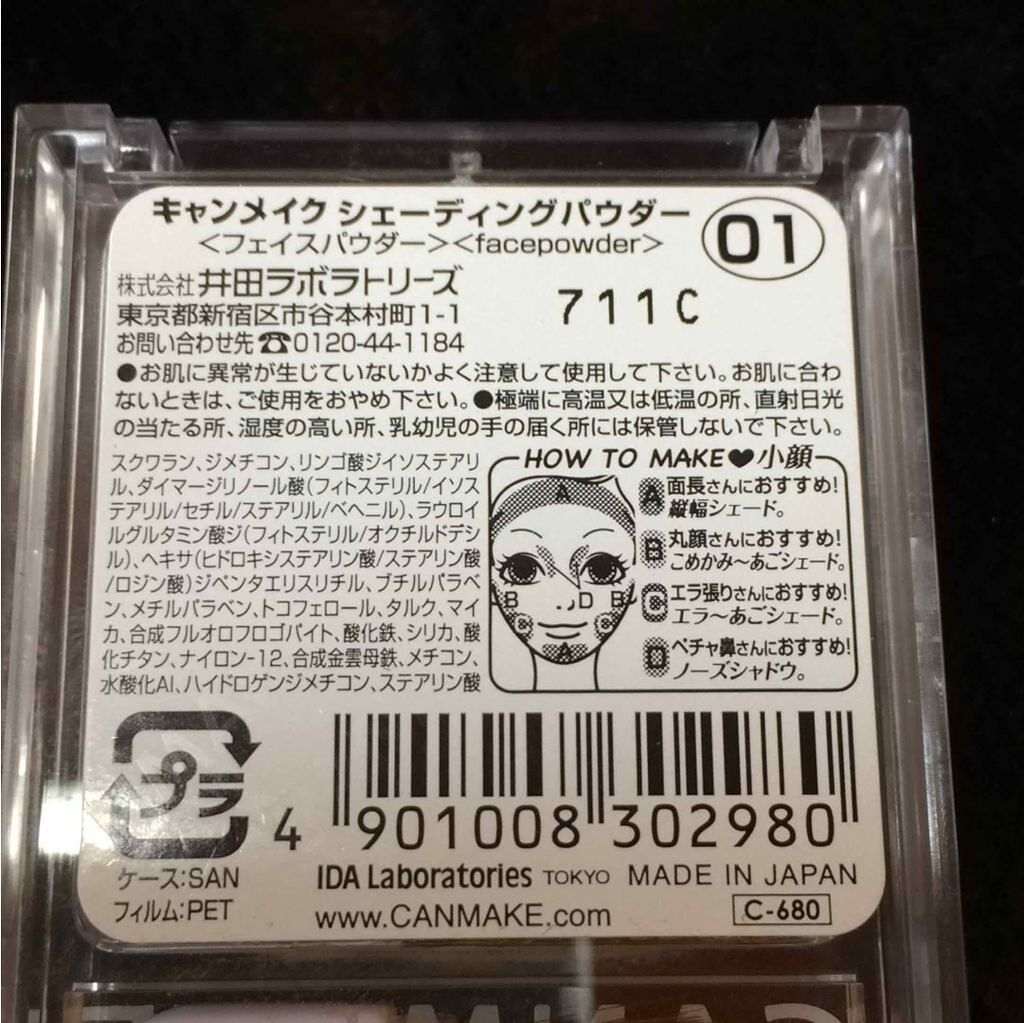 キャンメイク シェーディングパウダー
<フェイスパウダー><facepowder>
01
株式会社 井田ラボラトリーズ
東京都新宿区市谷本村町1-1
お問い合わせ先☎0120-44-1184
711C
●お肌に異常が生じていないかよく注意して使用して下さい。お肌に合わ
ないときは、ご使用をおやめ下さい。●極端に高温又は低温の所、直射日光
の当たる所、湿度の高い所、乳幼児の手の届く所には保管しないで下さい。
スクワラン、ジメチコン、リンゴ酸ジイソステアリ
ル、ダイマージリノール酸(フィトステリル/イソス
テアリル/セチル/ステアリル/ベヘニル)、ラウロイ
ルグルタミン酸ジ(フィトステリル/オクチルドデシ
ル)、ヘキサ(ヒドロキシステアリン酸/ステアリン酸
/ロジン酸)ジペンタエリスリチル、ブチルパラベ
ン、メチルパラベン、トコフェロール、タルク、マイ
カ、合成フルオロフロゴパイト、酸化鉄、シリカ、酸
化チタン、ナイロン-12、合成金雲母鉄、メチコン、
水酸化Al、ハイドロゲンジメチコン、ステアリン酸
HOW TO MAKE♥小顔
A
B
D
B
C
C
A
A 面長さんにおすすめ!
縦幅シェード。
B 丸顔さんにおすすめ!
こめかみ～あごシェード。
C エラ張りさんにおすすめ!
エラ～あごシェード。
D ペチャ鼻さんにおすすめ!
ノーズシャドウ。
プラ
ケース:SAN
フィルム:PET
4 901008 302980
IDA Laboratories TOKYO MADE IN JAPAN
www.CANMAKE.com
C-680